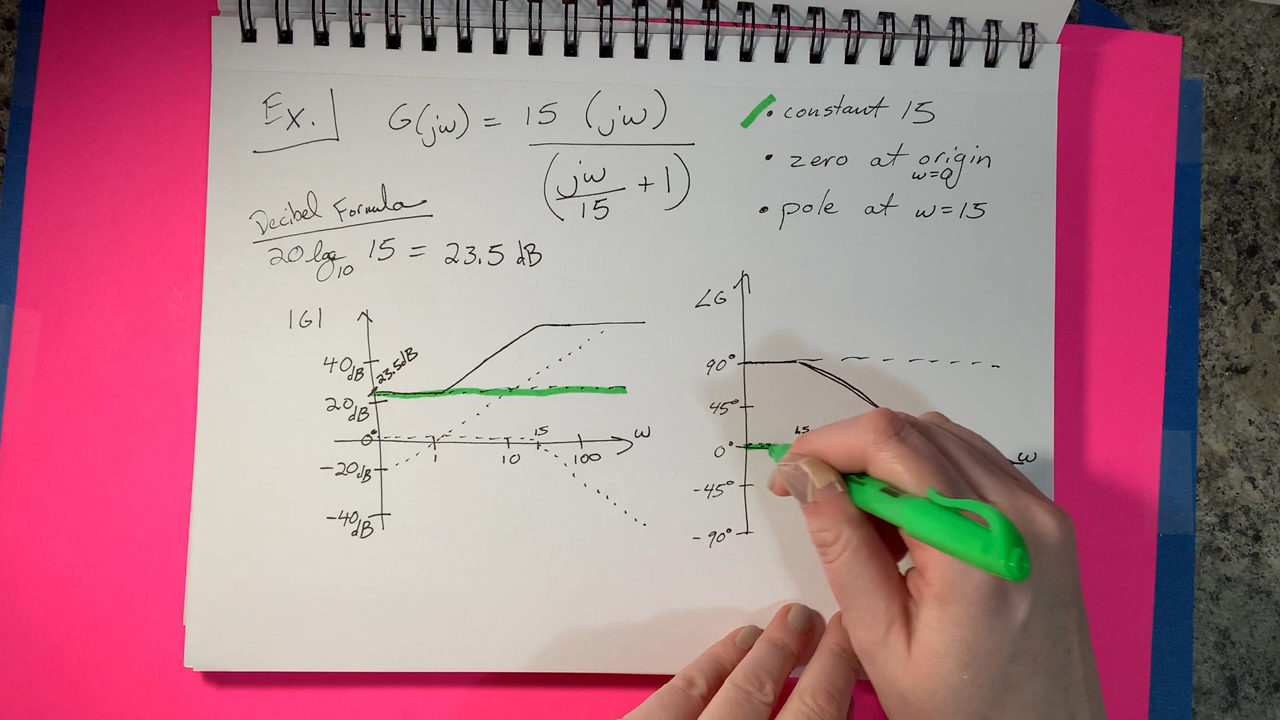 Ex.
G(jw) = 15 (jw)
(jw/15 + 1)
• constant 15
• zero at origin
w=0
• pole at w=15
Decibel Formula
20 log10 15 = 23.5 dB
|G|
40dB
23.5dB
20dB
0°
-20dB
-40dB
1
10
15
100
w
∠G
90°
45°
0°
-45°
-90°
w